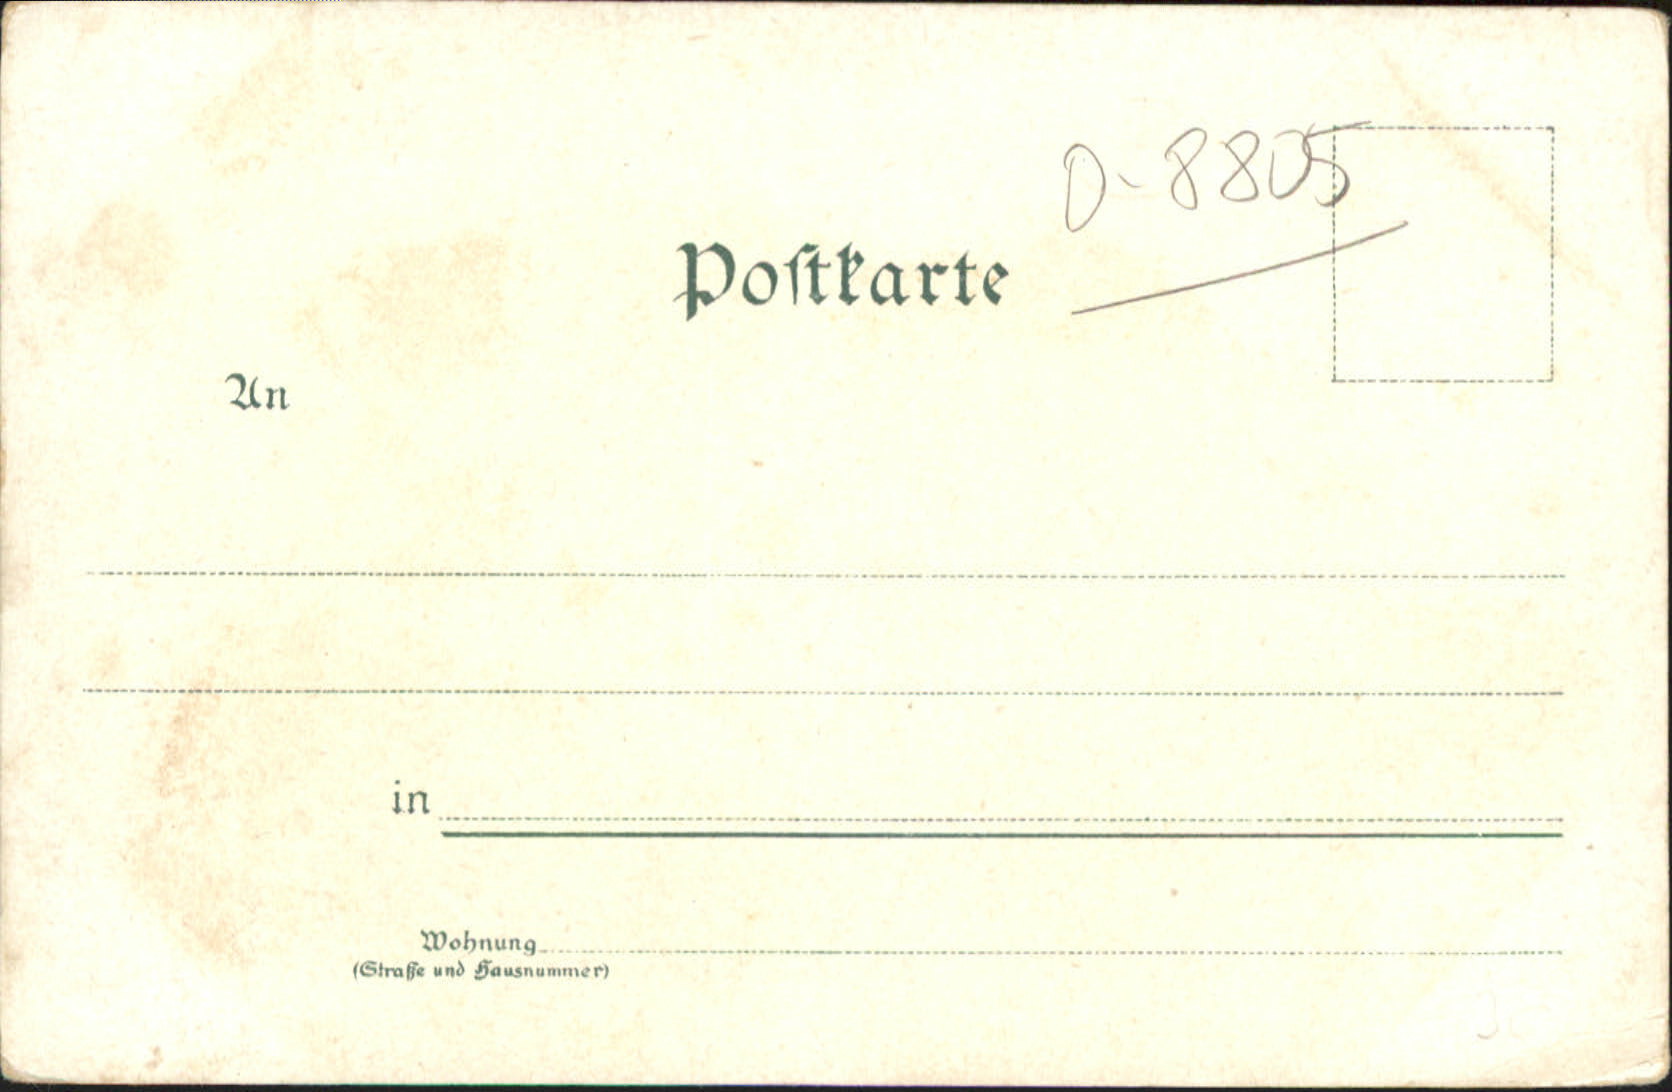 D-8805
Poſtkarte
An
in
Wohnung
(Straße und Hausnummer)